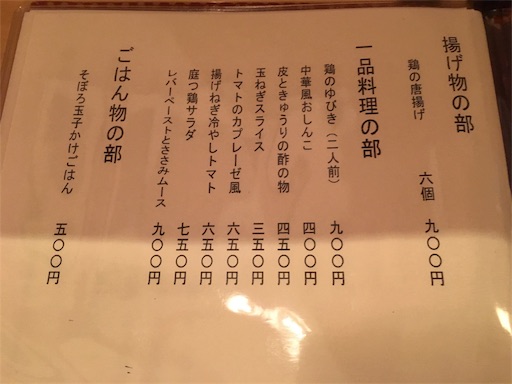 揚げ物の部
鶏の唐揚げ 六個 九〇〇円
一品料理の部
鶏のゆびき（二人前） 九〇〇円
中華風おしんこ 四〇〇円
皮ときゅうりの酢の物 四五〇円
玉ねぎスライス 三五〇円
トマトのカプレーゼ風 六五〇円
揚げねぎ冷やしトマト 六五〇円
庭つ鶏サラダ 七五〇円
レバーペーストとささみムース 九〇〇円
ごはん物の部
そぼろ玉子かけごはん 五〇〇円